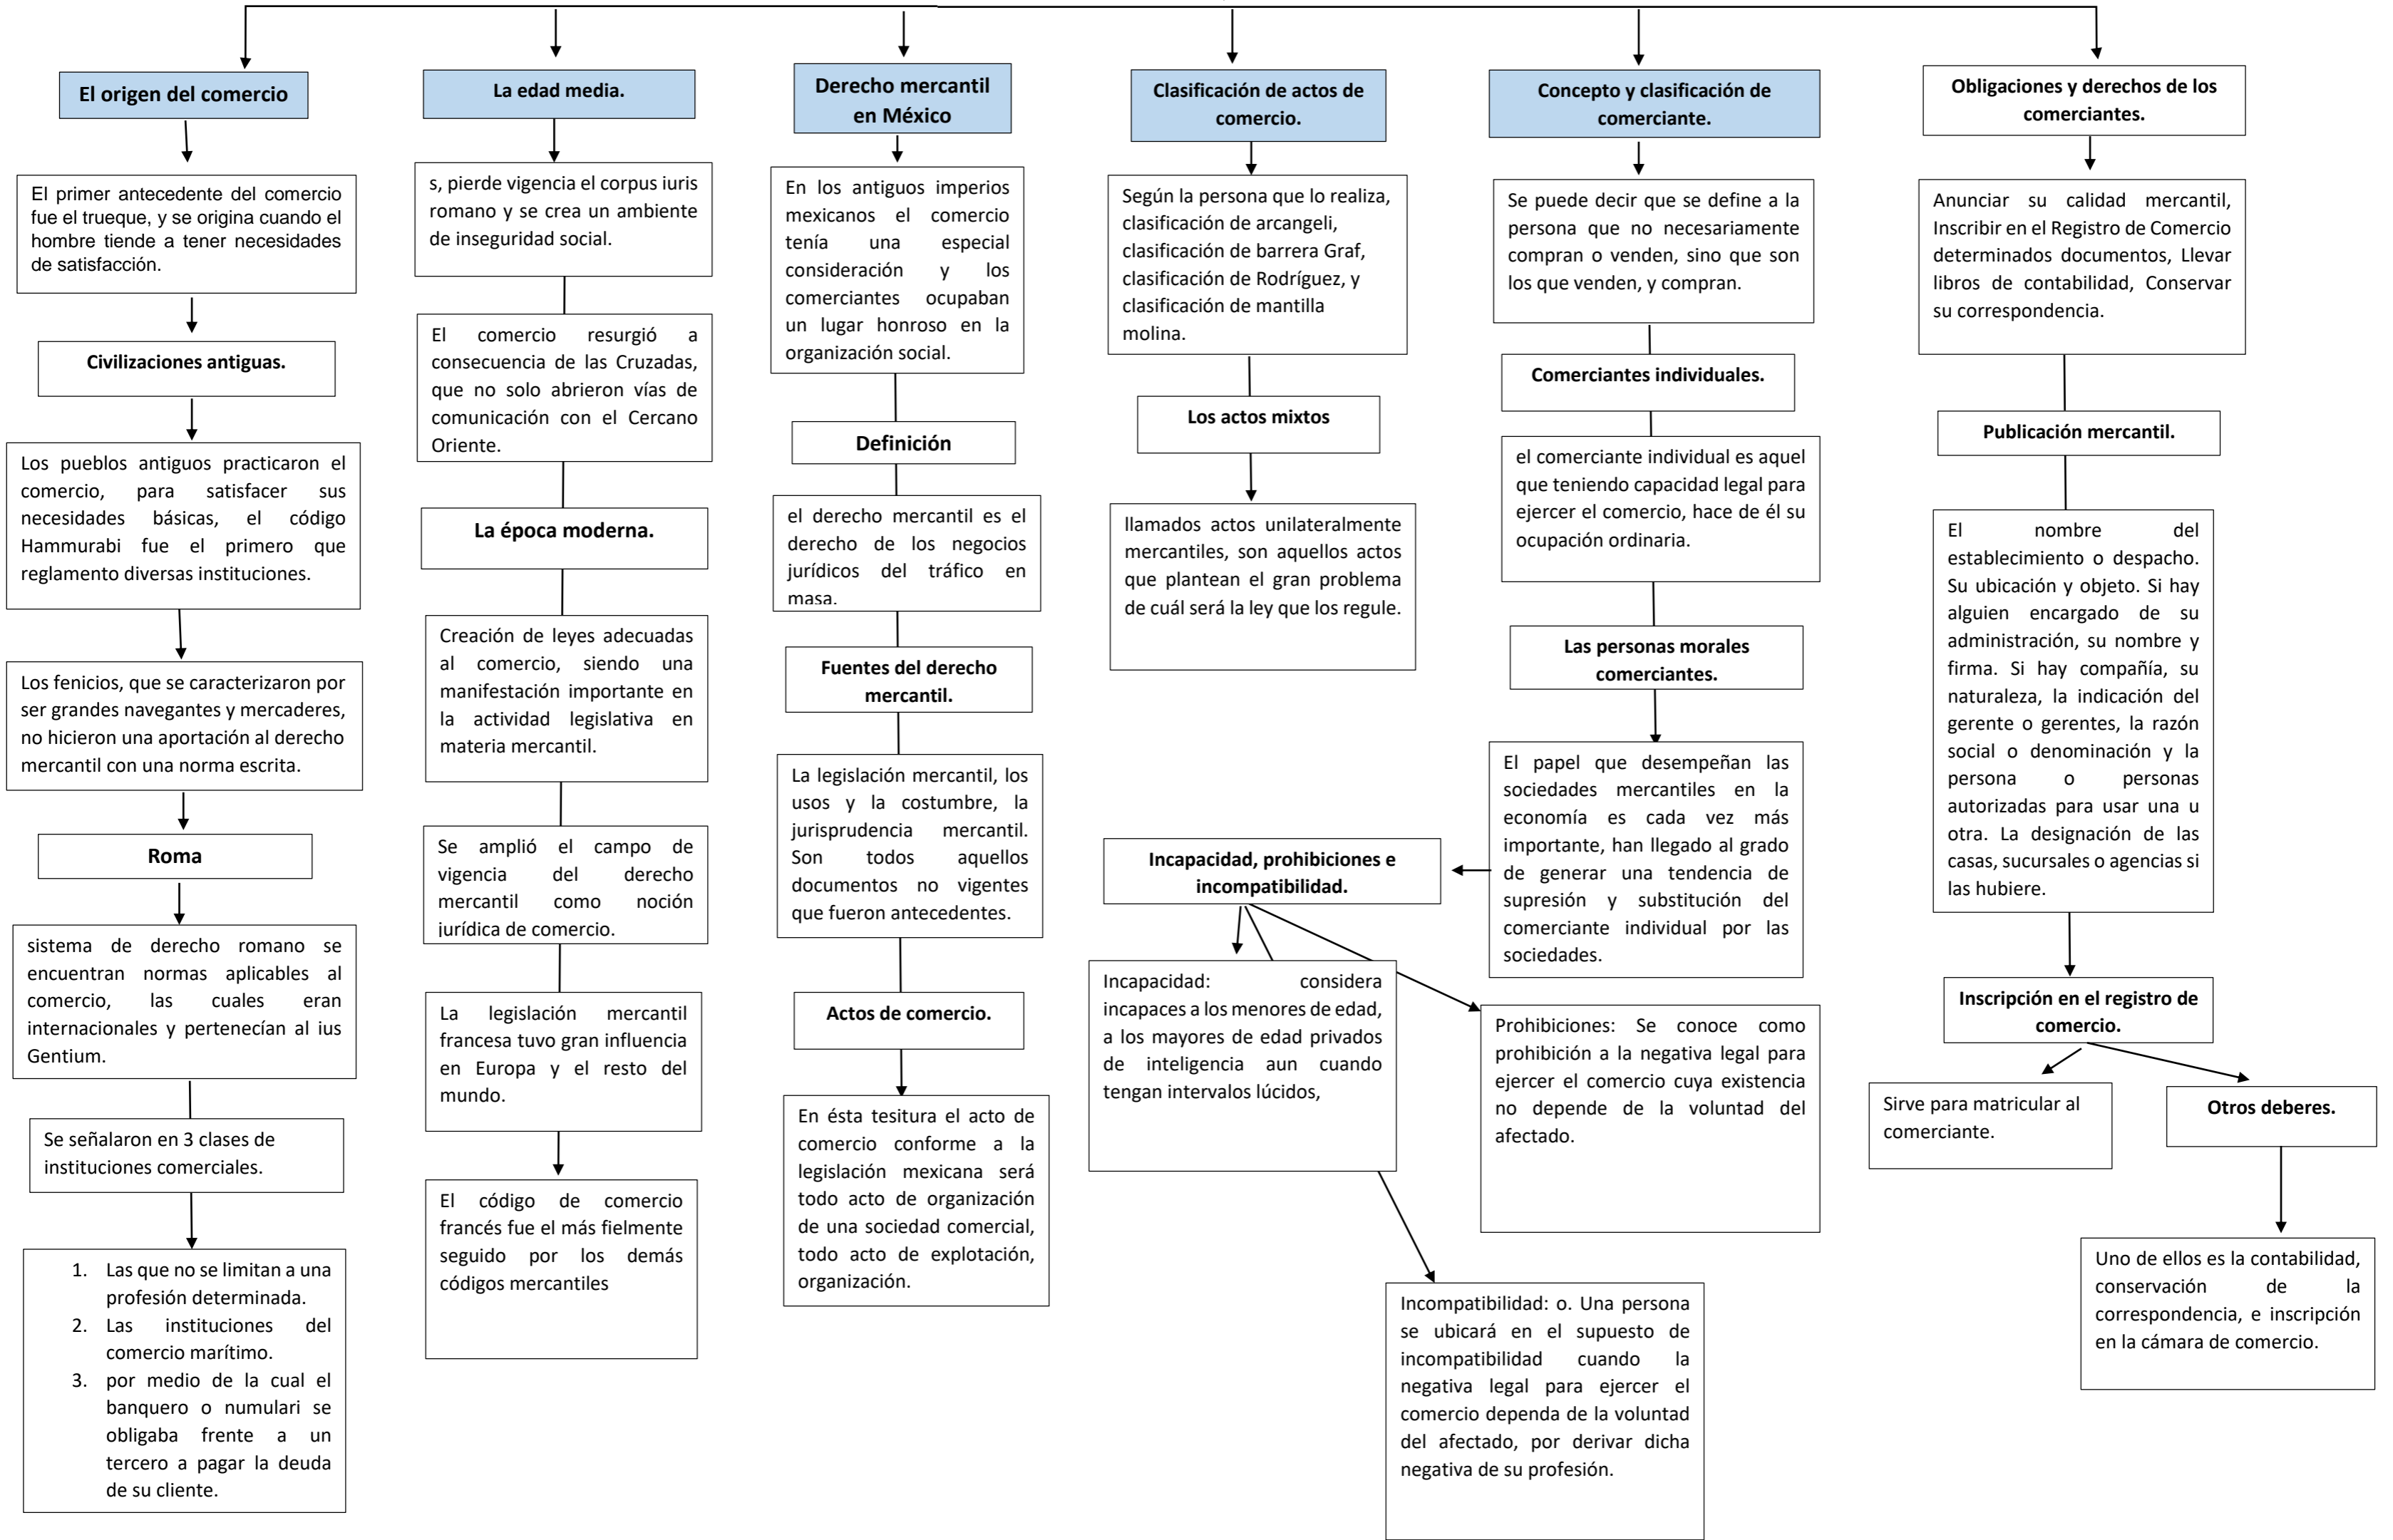 El origen del comercio
El primer antecedente del comercio
fue el trueque, y se origina cuando el
hombre tiende a tener necesidades
de satisfacción.
Civilizaciones antiguas.
Los pueblos antiguos practicaron el
comercio, para satisfacer sus
necesidades básicas, el código
Hammurabi fue el primero que
reglamento diversas instituciones.
Los fenicios, que se caracterizaron por
ser grandes navegantes y mercaderes,
no hicieron una aportación al derecho
mercantil con una norma escrita.
Roma
sistema de derecho romano se
encuentran normas aplicables al
comercio, las cuales eran
internacionales y pertenecían al ius
Gentium.
Se señalaron en 3 clases de
instituciones comerciales.
1. Las que no se limitan a una
profesión determinada.
2. Las instituciones del
comercio marítimo.
3. por medio de la cual el
banquero o numulari se
obligaba frente a un
tercero a pagar la deuda
de su cliente.
La edad media.
s, pierde vigencia el corpus iuris
romano y se crea un ambiente
de inseguridad social.
El comercio resurgió a
consecuencia de las Cruzadas,
que no solo abrieron vías de
comunicación con el Cercano
Oriente.
La época moderna.
Creación de leyes adecuadas
al comercio, siendo una
manifestación importante en
la actividad legislativa en
materia mercantil.
Se amplió el campo de
vigencia del derecho
mercantil como noción
jurídica de comercio.
La legislación mercantil
francesa tuvo gran influencia
en Europa y el resto del
mundo.
El código de comercio
francés fue el más fielmente
seguido por los demás
códigos mercantiles
Derecho mercantil
en México
En los antiguos imperios
mexicanos el comercio
tenía una especial
consideración y los
comerciantes ocupaban
un lugar honroso en la
organización social.
Definición
el derecho mercantil es el
derecho de los negocios
jurídicos del tráfico en
masa.
Fuentes del derecho
mercantil.
La legislación mercantil, los
usos y la costumbre, la
jurisprudencia mercantil.
Son todos aquellos
documentos no vigentes
que fueron antecedentes.
Actos de comercio.
En ésta tesitura el acto de
comercio conforme a la
legislación mexicana será
todo acto de organización
de una sociedad comercial,
todo acto de explotación,
organización.
Clasificación de actos de
comercio.
Según la persona que lo realiza,
clasificación de arcangeli,
clasificación de barrera Graf,
clasificación de Rodríguez, y
clasificación de mantilla
molina.
Los actos mixtos
llamados actos unilateralmente
mercantiles, son aquellos actos
que plantean el gran problema
de cuál será la ley que los regule.
Concepto y clasificación de
comerciante.
Se puede decir que se define a la
persona que no necesariamente
compran o venden, sino que son
los que venden, y compran.
Comerciantes individuales.
el comerciante individual es aquel
que teniendo capacidad legal para
ejercer el comercio, hace de él su
ocupación ordinaria.
Las personas morales
comerciantes.
El papel que desempeñan las
sociedades mercantiles en la
economía es cada vez más
importante, han llegado al grado
de generar una tendencia de
supresión y substitución del
comerciante individual por las
sociedades.
Incapacidad, prohibiciones e
incompatibilidad.
Incapacidad: considera
incapaces a los menores de edad,
a los mayores de edad privados
de inteligencia aun cuando
tengan intervalos lúcidos,
Prohibiciones: Se conoce como
prohibición a la negativa legal para
ejercer el comercio cuya existencia
no depende de la voluntad del
afectado.
Incompatibilidad: o. Una persona
se ubicará en el supuesto de
incompatibilidad cuando la
negativa legal para ejercer el
comercio dependa de la voluntad
del afectado, por derivar dicha
negativa de su profesión.
Obligaciones y derechos de los
comerciantes.
Anunciar su calidad mercantil,
Inscribir en el Registro de Comercio
determinados documentos, Llevar
libros de contabilidad, Conservar
su correspondencia.
Publicación mercantil.
El nombre del
establecimiento o despacho.
Su ubicación y objeto. Si hay
alguien encargado de su
administración, su nombre y
firma. Si hay compañía, su
naturaleza, la indicación del
gerente o gerentes, la razón
social o denominación y la
persona o personas
autorizadas para usar una u
otra. La designación de las
casas, sucursales o agencias si
las hubiere.
Inscripción en el registro de
comercio.
Sirve para matricular al
comerciante.
Otros deberes.
Uno de ellos es la contabilidad,
conservación de la
correspondencia, e inscripción
en la cámara de comercio.